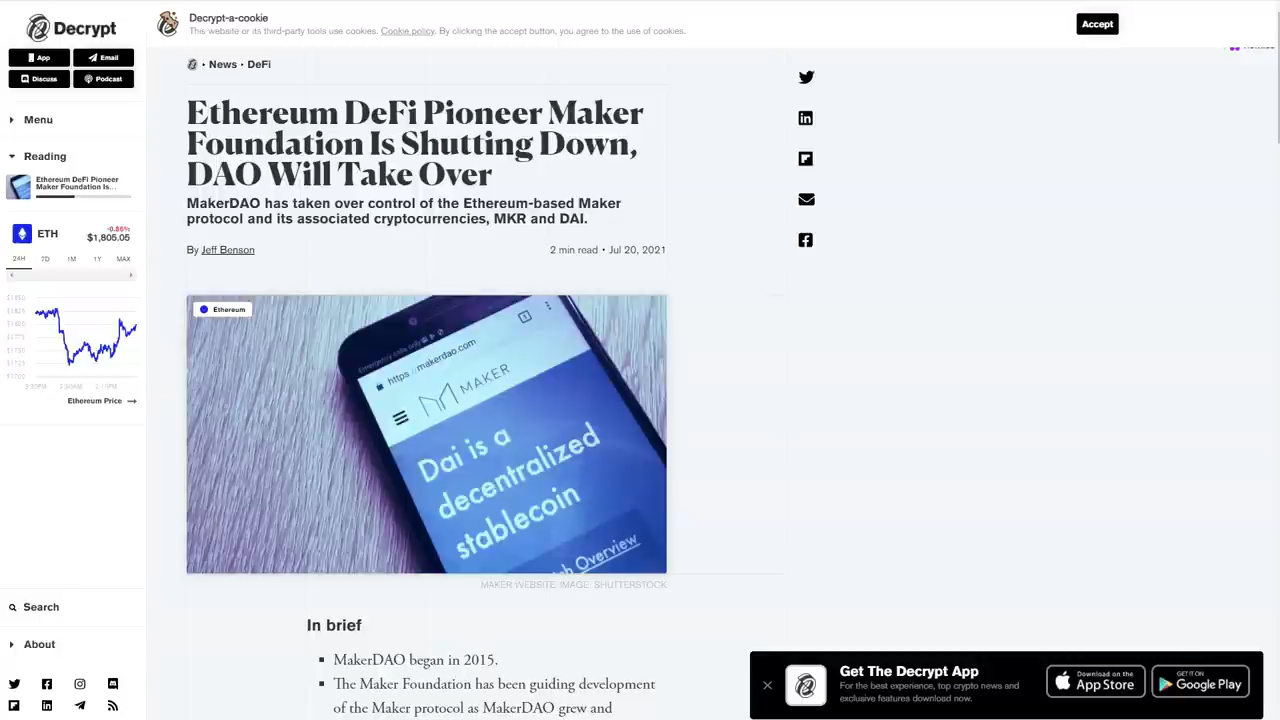 Decrypt
App
Email
Discuss
Podcast
Menu
Reading
Ethereum DeFi Pioneer
Maker Foundation Is...
ETH
-0.86%
$1,805.05
24H 7D 1M 1Y MAX
Ethereum Price
Search
About
Decrypt-a-cookie
This website or its third-party tools use cookies. Cookie policy. By clicking the accept button, you agree to the use of cookies.
Accept
• News • DeFi
Ethereum DeFi Pioneer Maker
Foundation Is Shutting Down,
DAO Will Take Over
MakerDAO has taken over control of the Ethereum-based Maker
protocol and its associated cryptocurrencies, MKR and DAI.
By Jeff Benson
2 min read • Jul 20, 2021
Ethereum
Emergency calls only
https://makerdao.com
MAKER
Dai is a
decentralized
stablecoin
Overview
MAKER WEBSITE. IMAGE: SHUTTERSTOCK
In brief
▪ MakerDAO began in 2015.
▪ The Maker Foundation has been guiding development
of the Maker protocol as MakerDAO grew and
Get The Decrypt App
For the best experience, top crypto news and
exclusive features download now.
Download on the
App Store
GET IT ON
Google Play